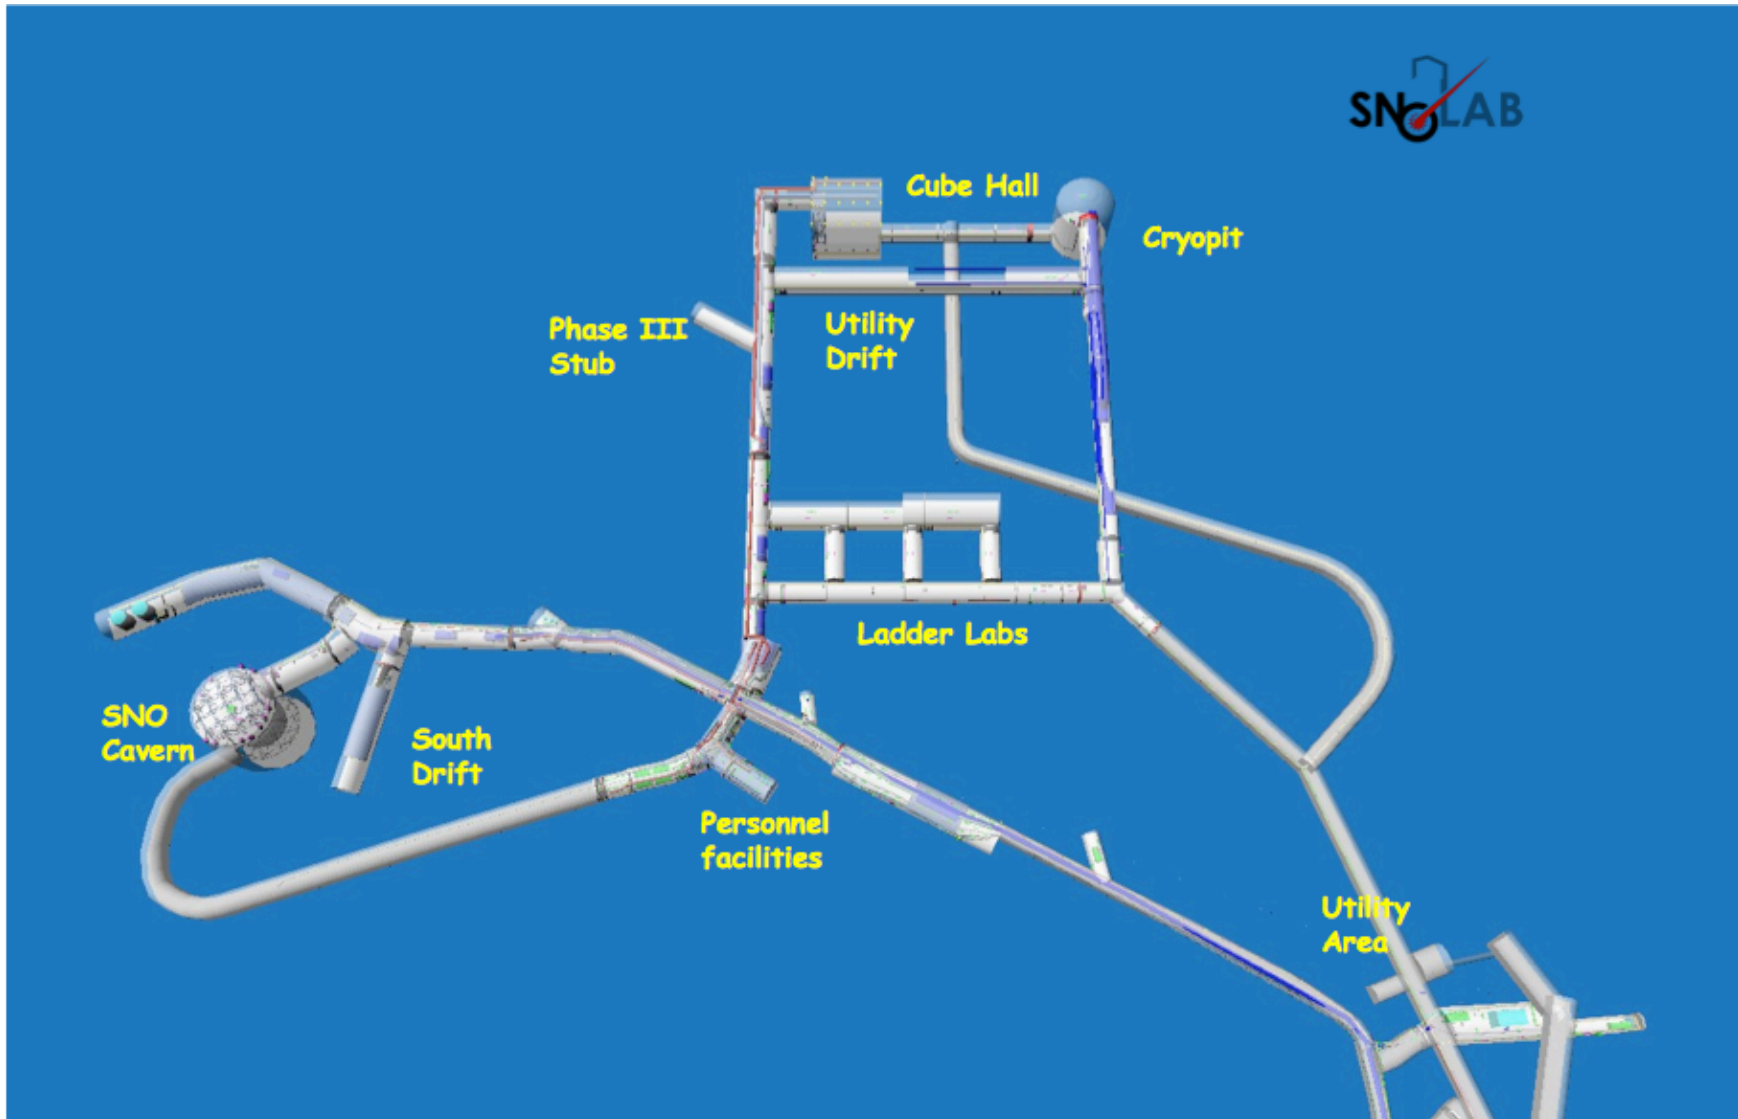 SNOLAB
Cube Hall
Cryopit
Phase III
Stub
Utility
Drift
Ladder Labs
SNO
Cavern
South
Drift
Personnel
facilities
Utility
Area